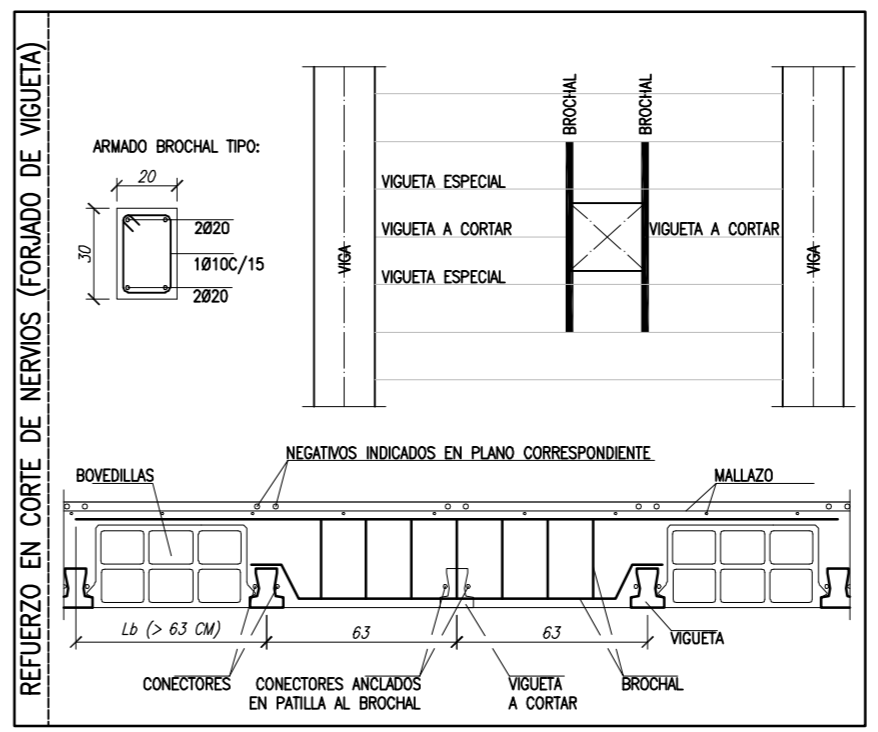 REFUERZO EN CORTE DE NERVIOS (FORJADO DE VIGUETA)
ARMADO BROCHAL TIPO:
20
30
2Ø20
1Ø10C/15
2Ø20
BROCHAL
BROCHAL
VIGUETA ESPECIAL
VIGUETA A CORTAR
VIGUETA A CORTAR
VIGA
VIGA
VIGUETA ESPECIAL
NEGATIVOS INDICADOS EN PLANO CORRESPONDIENTE
BOVEDILLAS
MALLAZO
Lb (> 63 CM)
63
63
VIGUETA
CONECTORES
CONECTORES ANCLADOS
EN PATILLA AL BROCHAL
VIGUETA
A CORTAR
BROCHAL